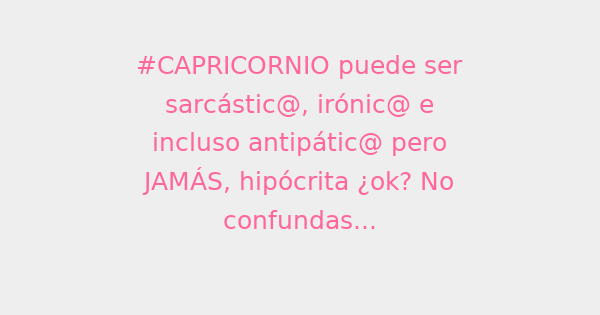 #CAPRICORNIO puede ser
sarcástic@, irónic@ e
incluso antipátic@ pero
JAMÁS, hipócrita ¿ok? No
confundas...